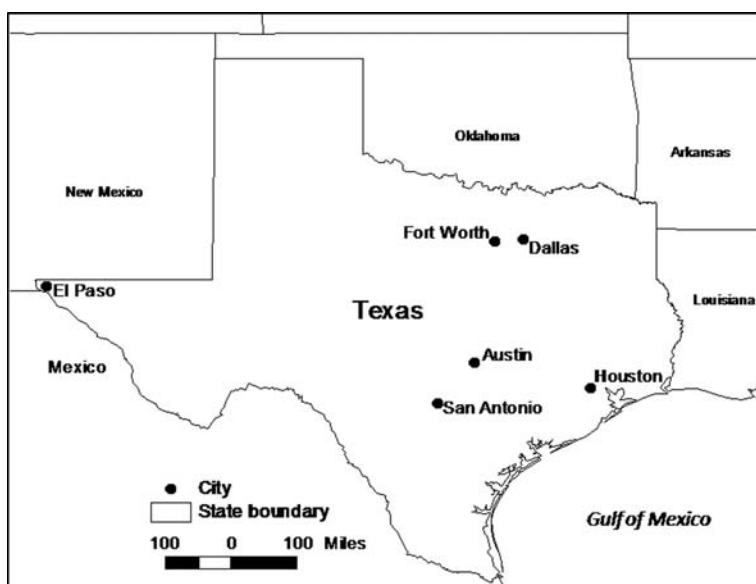 Oklahoma
Arkansas
New Mexico
Fort Worth
Dallas
El Paso
Louisiana
Texas
Mexico
Austin
Houston
San Antonio
City
State boundary
Gulf of Mexico
100 0 100 Miles